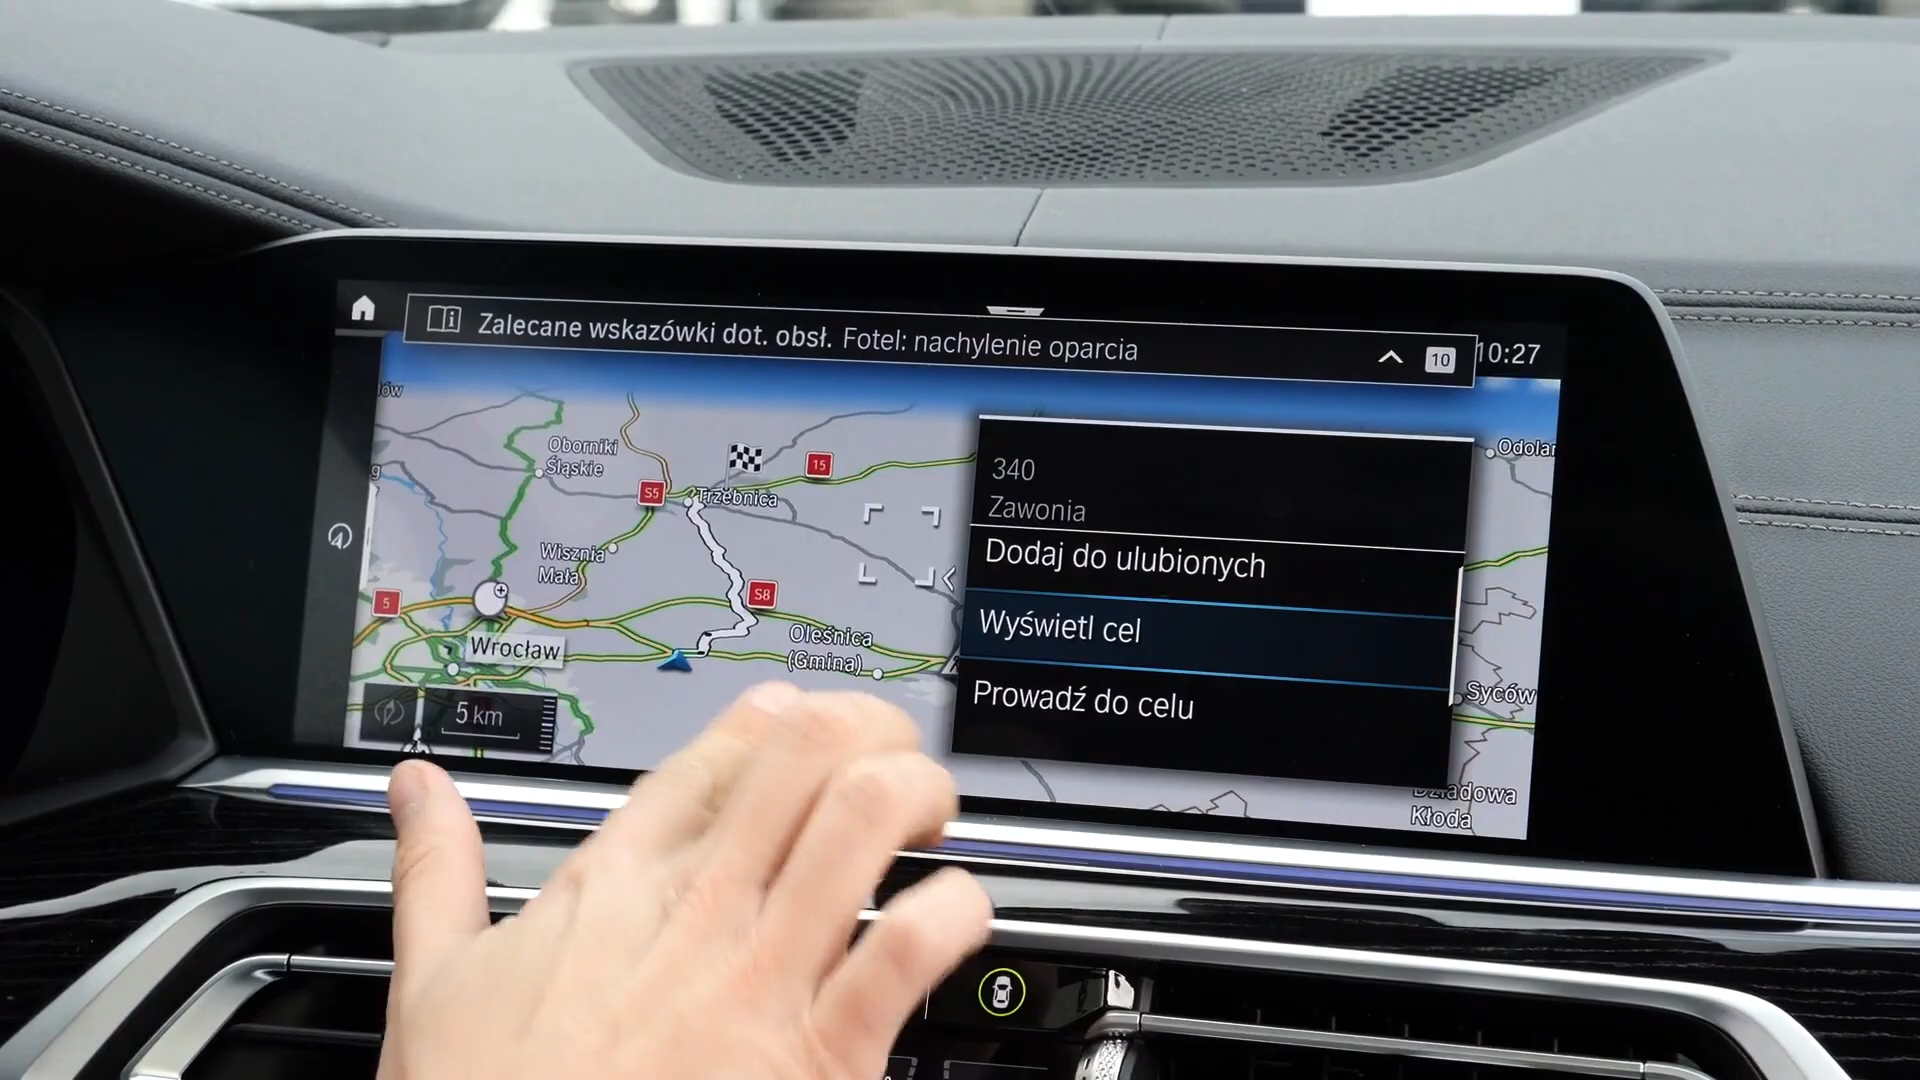 Zalecane wskazówki dot. obsł. Fotel: nachylenie oparcia
10
10:27
ów
Oborniki
Śląskie
15
S5
Trzebnica
g
Wisznia
Mała
5
S8
Wrocław
Oleśnica
(Gmina)
5 km
340
Zawonia
Dodaj do ulubionych
Wyświetl cel
Prowadź do celu
Odolan
Syców
Dziadowa
Kłoda